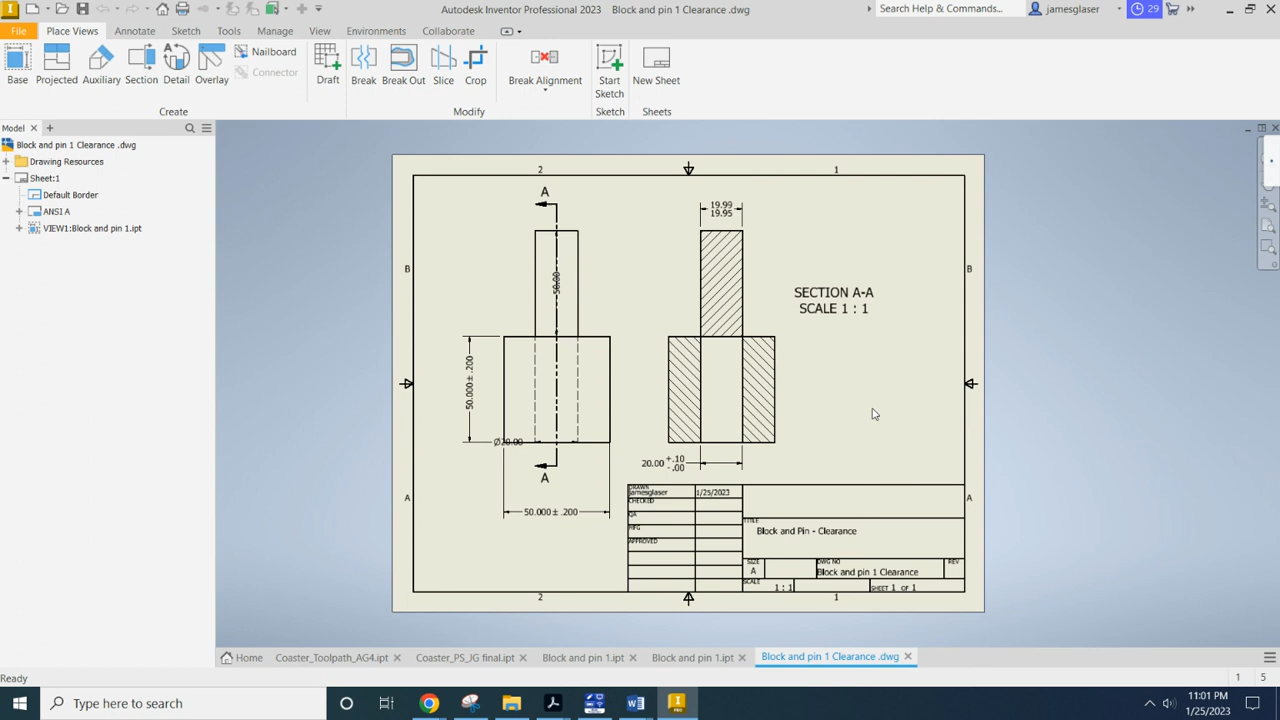 Autodesk Inventor Professional 2023 Block and pin 1 Clearance .dwg
Search Help & Commands...
jamesglaser
29
File Place Views Annotate Sketch Tools Manage View Environments Collaborate
Base
Projected
Auxiliary
Section
Detail
Overlay
Nailboard
Connector
Draft
Break
Break Out
Slice
Crop
Break Alignment
Start
Sketch
New Sheet
Create
Modify
Sketch
Sheets
Model
Block and pin 1 Clearance .dwg
Drawing Resources
Sheet:1
Default Border
ANSI A
VIEW1:Block and pin 1.ipt
2
1
A
19.99
19.95
B
B
50.00
SECTION A-A
SCALE 1 : 1
50.000± .200
Ø20.00
20.00 +.10
-.00
A
A
A
50.000± .200
DRAWN
jamesglaser
1/25/2023
CHECKED
QA
MFG
APPROVED
TITLE
Block and Pin - Clearance
SIZE
A
DWG NO
Block and pin 1 Clearance
REV
SCALE
1 : 1
SHEET 1 OF 1
2
1
Home
Coaster_Toolpath_AG4.ipt
Coaster_PS_JG final.ipt
Block and pin 1.ipt
Block and pin 1.ipt
Block and pin 1 Clearance .dwg
Ready
1
5
Type here to search
W
I
PRO
11:01 PM
1/25/2023